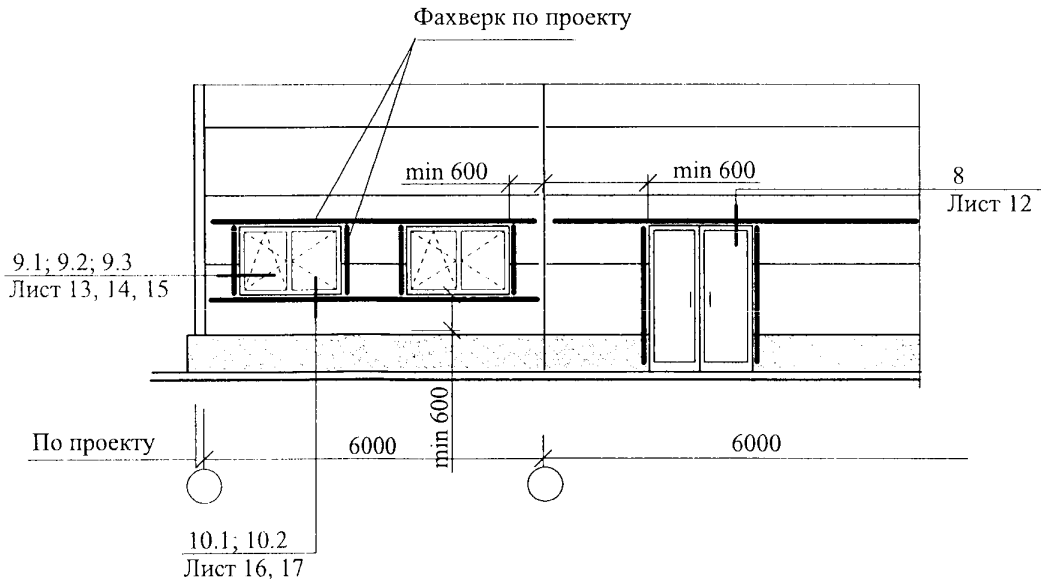 Фахверк по проекту
min 600
min 600
8
Лист 12
9.1; 9.2; 9.3
Лист 13, 14, 15
min 600
По проекту
6000
6000
10.1; 10.2
Лист 16, 17